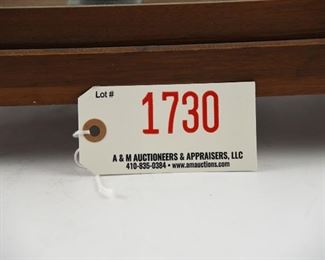 Lot #
1730
A & M AUCTIONEERS & APPRAISERS, LLC
410-835-0384 • www.amauctions.com